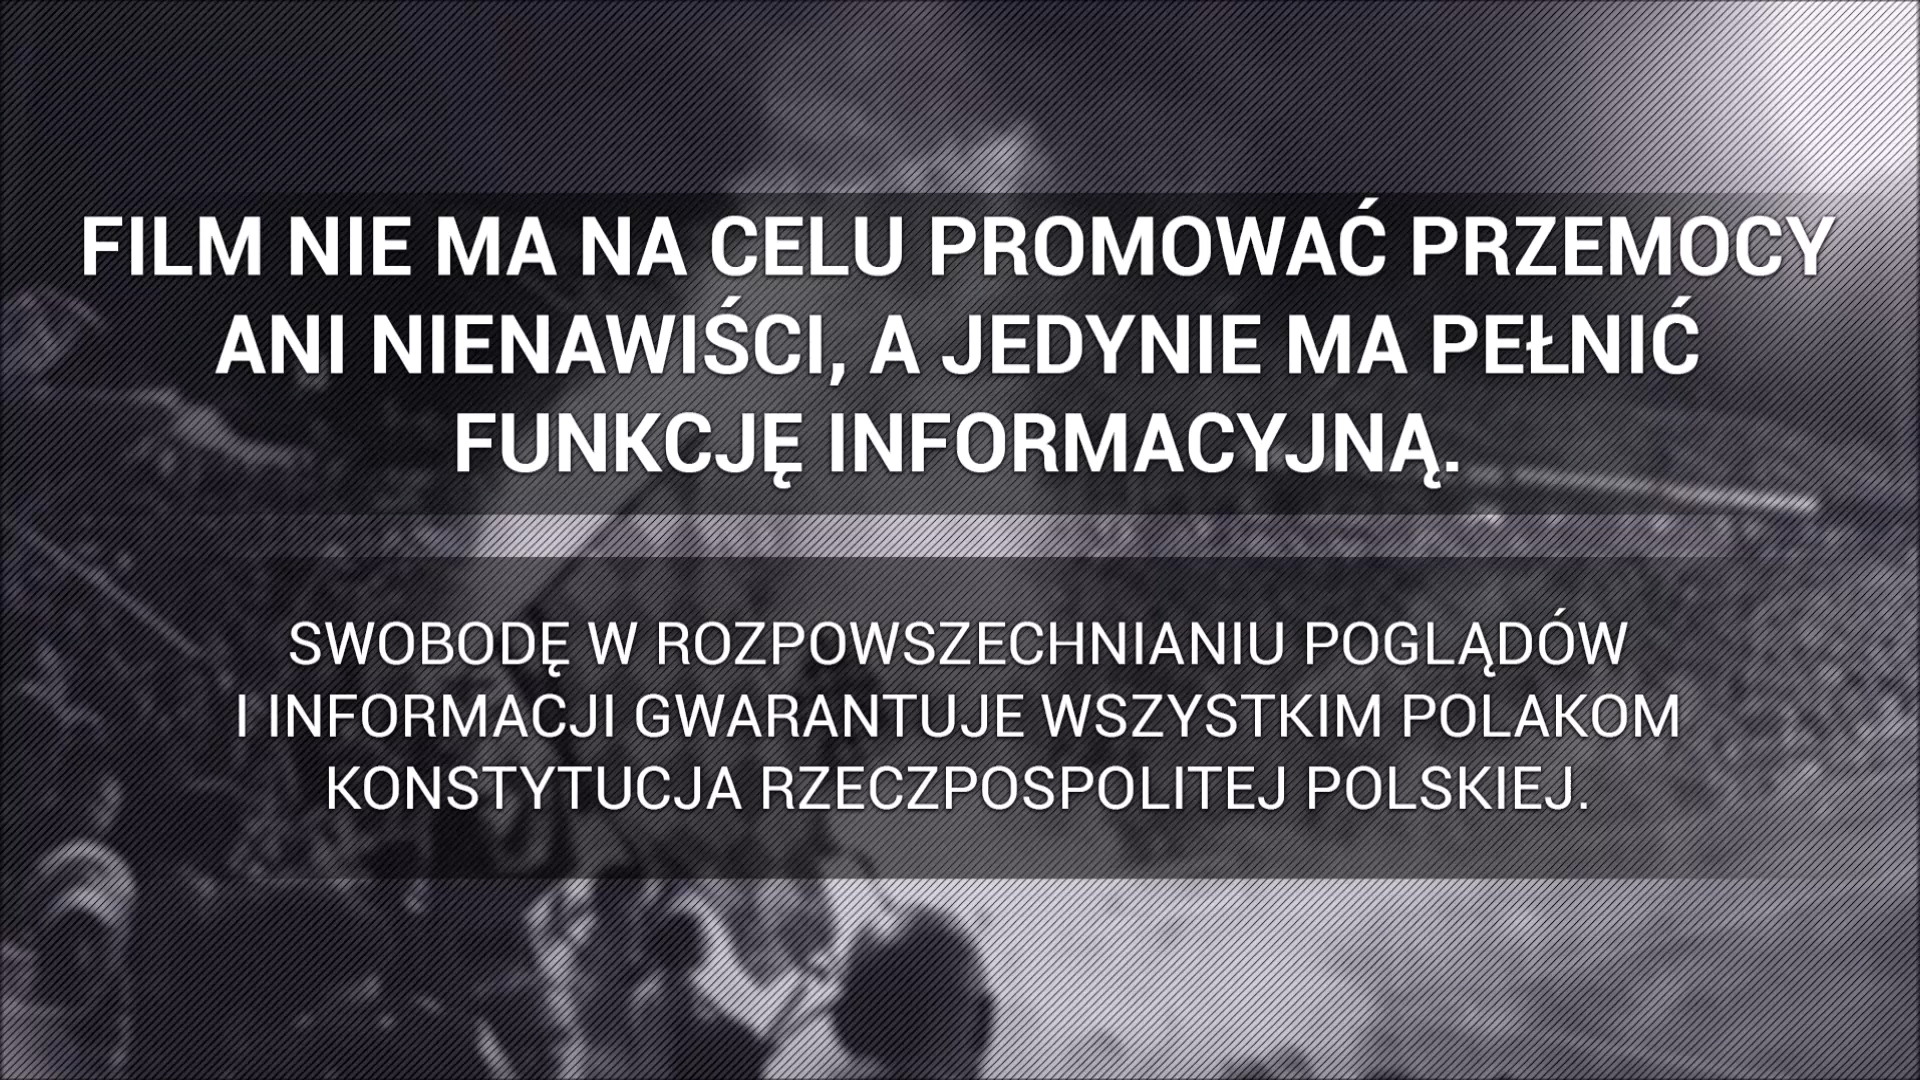 FILM NIE MA NA CELU PROMOWAĆ PRZEMOCY
ANI NIENAWIŚCI, A JEDYNIE MA PEŁNIĆ
FUNKCJĘ INFORMACYJNĄ.
SWOBODĘ W ROZPOWSZECHNIANIU POGLĄDÓW
I INFORMACJI GWARANTUJE WSZYSTKIM POLAKOM
KONSTYTUCJA RZECZPOSPOLITEJ POLSKIEJ.